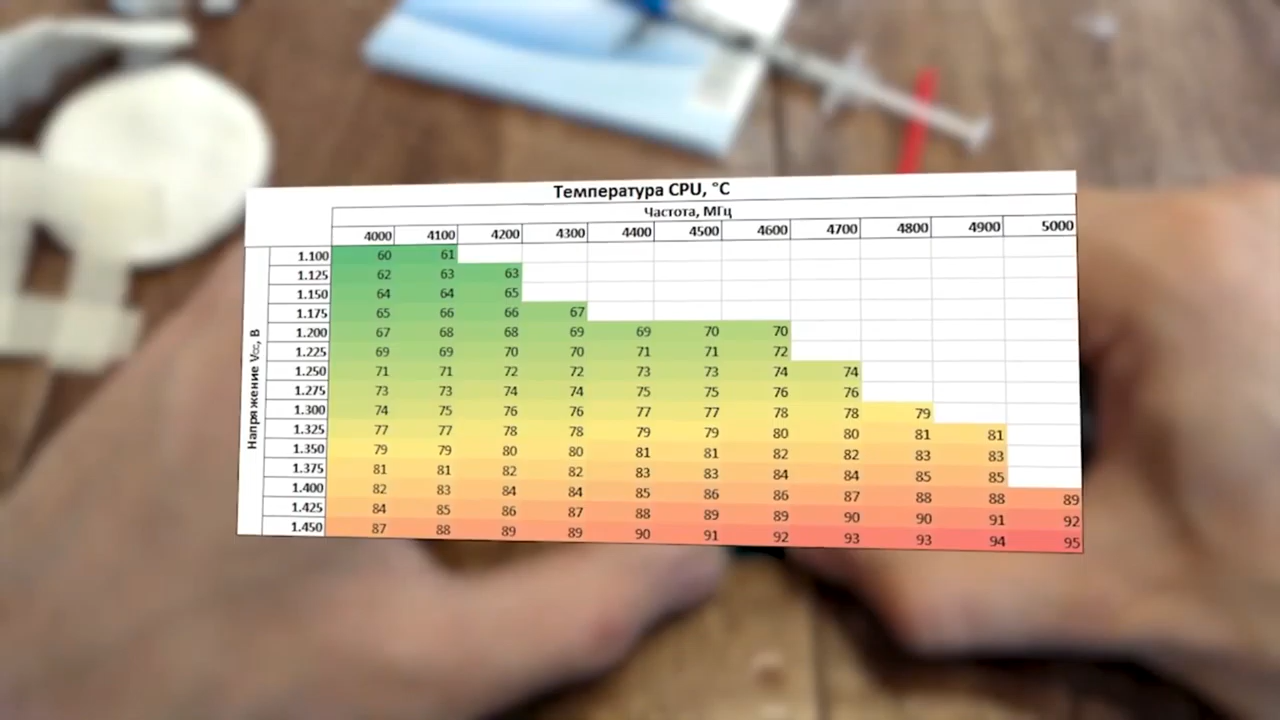 Температура CPU, °C
Частота, МГц
4000 4100 4200 4300 4400 4500 4600 4700 4800 4900 5000
Напряжение Vcc, В
1.100 60 61
1.125 62 63 63
1.150 64 64 65
1.175 65 66 66 67
1.200 67 68 68 69 69 70 70
1.225 69 69 70 70 71 71 72
1.250 71 71 72 72 73 73 74 74
1.275 73 73 74 74 75 75 76 76
1.300 74 75 76 76 77 77 78 78 79
1.325 77 77 78 78 79 79 80 80 81 81
1.350 79 79 80 80 81 81 82 82 83 83
1.375 81 81 82 82 83 83 84 84 85 85
1.400 82 83 84 84 85 86 86 87 88 88 89
1.425 84 85 86 87 88 89 89 90 90 91 92
1.450 87 88 89 89 90 91 92 93 93 94 95